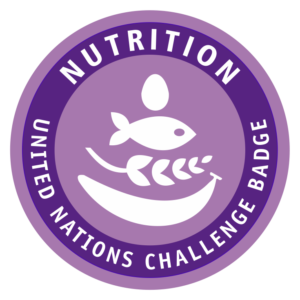 NUTRITION
UNITED NATIONS CHALLENGE BADGE